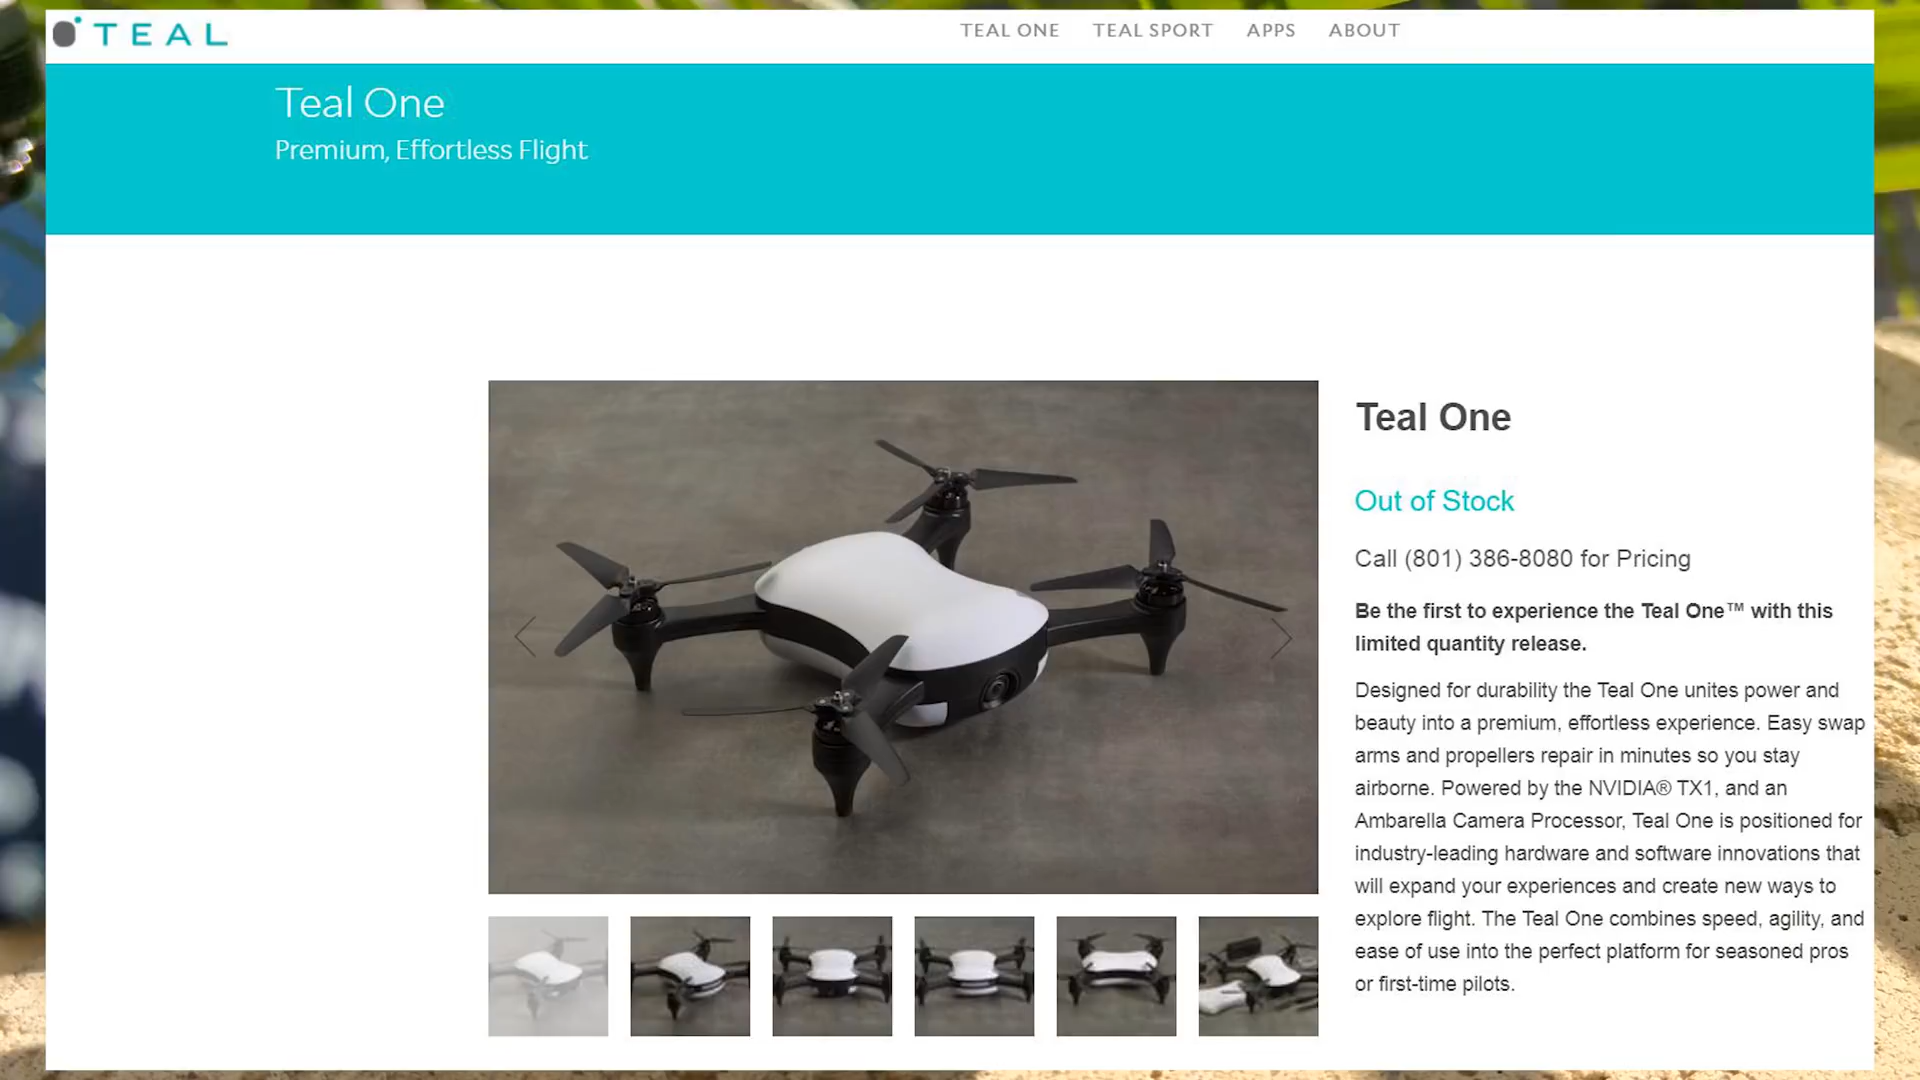 TEAL
TEAL ONE TEAL SPORT APPS ABOUT
Teal One
Premium, Effortless Flight
Teal One
Out of Stock
Call (801) 386-8080 for Pricing
Be the first to experience the Teal One™ with this
limited quantity release.
Designed for durability the Teal One unites power and
beauty into a premium, effortless experience. Easy swap
arms and propellers repair in minutes so you stay
airborne. Powered by the NVIDIA® TX1, and an
Ambarella Camera Processor, Teal One is positioned for
industry-leading hardware and software innovations that
will expand your experiences and create new ways to
explore flight. The Teal One combines speed, agility, and
ease of use into the perfect platform for seasoned pros
or first-time pilots.